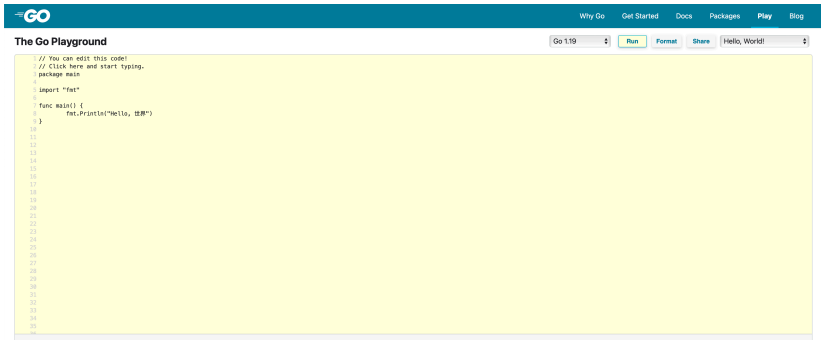 GO
Why Go Get Started Docs Packages Play Blog
The Go Playground
Go 1.19 Run Format Share Hello, World!
1 // You can edit this code!
2 // Click here and start typing.
3 package main
4
5 import "fmt"
6
7 func main() {
8 fmt.Println("Hello, 世界")
9 }
10
11
12
13
14
15
16
17
18
19
20
21
22
23
24
25
26
27
28
29
30
31
32
33
34
35